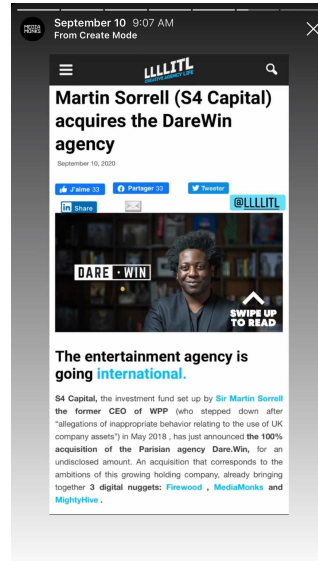 MEDIA
MONKS
September 10 9:07 AM
From Create Mode
LLLLITL
CREATIVE AGENCY LIFE
Martin Sorrell (S4 Capital)
acquires the DareWin
agency
September 10, 2020
J'aime 33
Partager 33
Tweeter
in Share
@LLLLITL
DARE · WIN
SWIPE UP
TO READ
The entertainment agency is
going international.
S4 Capital, the investment fund set up by Sir Martin Sorrell
the former CEO of WPP (who stepped down after
"allegations of inappropriate behavior relating to the use of UK
company assets") in May 2018 , has just announced the 100%
acquisition of the Parisian agency Dare.Win, for an
undisclosed amount. An acquisition that corresponds to the
ambitions of this growing holding company, already bringing
together 3 digital nuggets: Firewood , MediaMonks and
MightyHive .